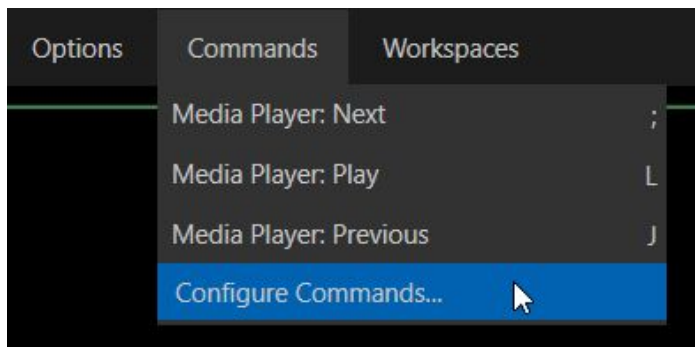 Options Commands Workspaces
Media Player: Next ;
Media Player: Play L
Media Player: Previous J
Configure Commands...